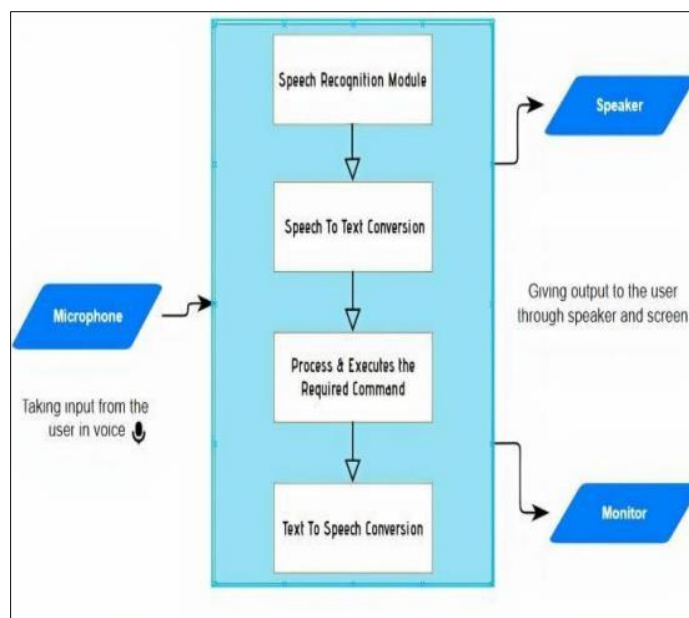 Speech Recognition Module
Speaker
Speech To Text Conversion
Microphone
Giving output to the user
through speaker and screen
Process & Executes the
Required Command
Taking input from the
user in voice
Text To Speech Conversion
Monitor